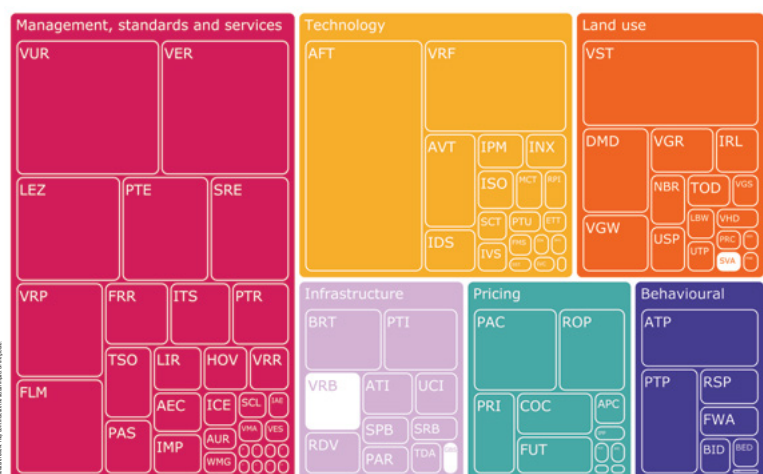 Management, standards and services
VUR
VER
LEZ
PTE
SRE
VRP
FRR
ITS
PTR
TSO
LIR
HOV
VRR
FLM
AEC
ICE
SCL
IAE
PAS
IMP
AUR
VMA
VES
WMG
Technology
AFT
VRF
AVT
IPM
INX
ISO
MCT
RPI
SCT
PTU
ETT
IDS
IVS
FMS
Land use
VST
DMD
VGR
IRL
NBR
TOD
VGS
VGW
USP
LBW
VHD
UTP
PRC
SVA
Infrastructure
BRT
PTI
VRB
ATI
UCI
RDV
SPB
SRB
PAR
TDA
Pricing
PAC
ROP
PRI
COC
APC
FUT
Behavioural
ATP
PTP
RSP
FWA
BID
BED